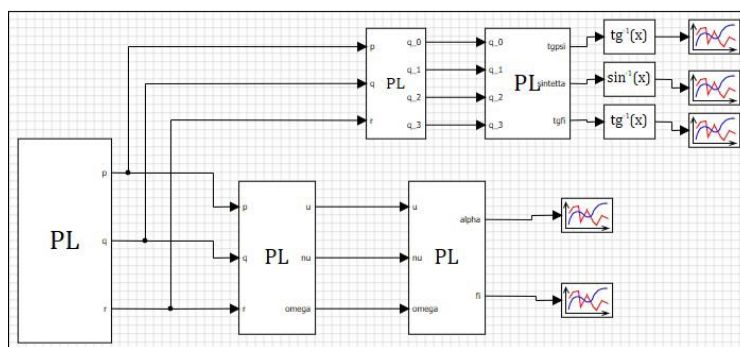 p
q
r
PL
q_0
q_1
q_2
q_3
q_0
q_1
q_2
q_3
PL
tgpsi
sintetta
tgfi
tg⁻¹(x)
sin⁻¹(x)
tg⁻¹(x)
PL
p
q
r
p
q
r
PL
u
nu
omega
u
nu
omega
PL
alpha
fi